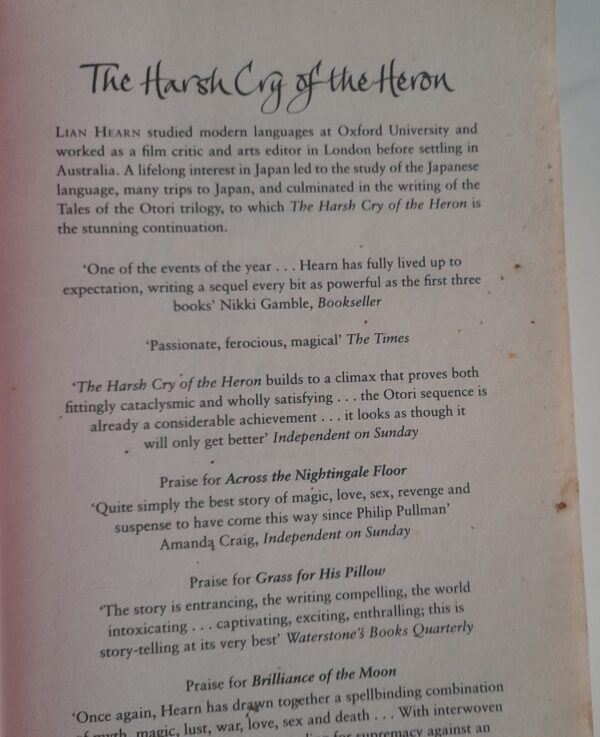 The Harsh Cry of the Heron
LIAN HEARN studied modern languages at Oxford University and
worked as a film critic and arts editor in London before settling in
Australia. A lifelong interest in Japan led to the study of the Japanese
language, many trips to Japan, and culminated in the writing of the
Tales of the Otori trilogy, to which The Harsh Cry of the Heron is
the stunning continuation.
‘One of the events of the year . . . Hearn has fully lived up to
expectation, writing a sequel every bit as powerful as the first three
books’ Nikki Gamble, Bookseller
‘Passionate, ferocious, magical’ The Times
‘The Harsh Cry of the Heron builds to a climax that proves both
fittingly cataclysmic and wholly satisfying . . . the Otori sequence is
already a considerable achievement . . . it looks as though it
will only get better’ Independent on Sunday
Praise for Across the Nightingale Floor
‘Quite simply the best story of magic, love, sex, revenge and
suspense to have come this way since Philip Pullman’
Amanda Craig, Independent on Sunday
Praise for Grass for His Pillow
‘The story is entrancing, the writing compelling, the world
intoxicating . . . captivating, exciting, enthralling; this is
story-telling at its very best’ Waterstone’s Books Quarterly
Praise for Brilliance of the Moon
‘Once again, Hearn has drawn together a spellbinding combination
of myth, magic, lust, war, love, sex and death . . . With interwoven
for supremacy against an